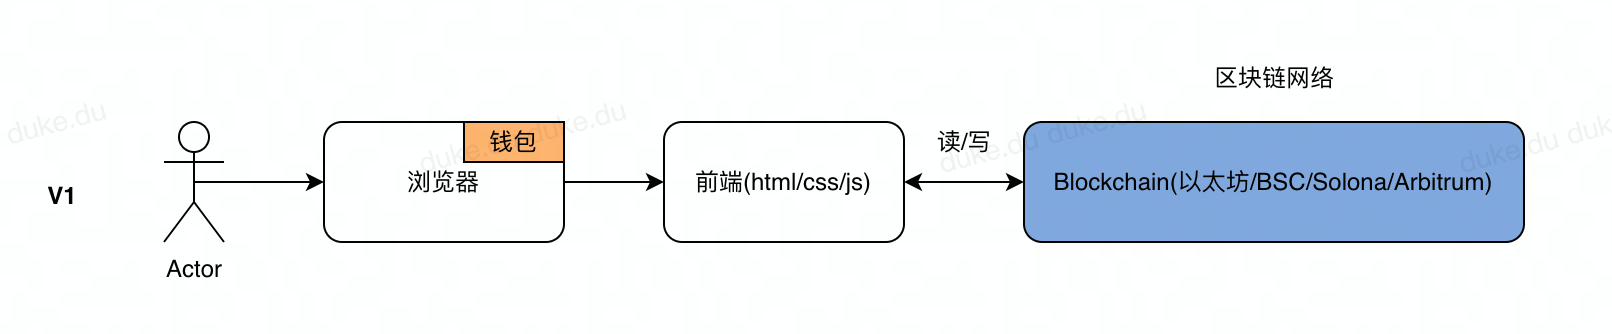 区块链网络
钱包
读/写
浏览器
前端(html/css/js)
Blockchain(以太坊/BSC/Solona/Arbitrum)
V1
Actor
duke.du
duke.du
duke.du
duke.du duke.du
duke.du duke.du